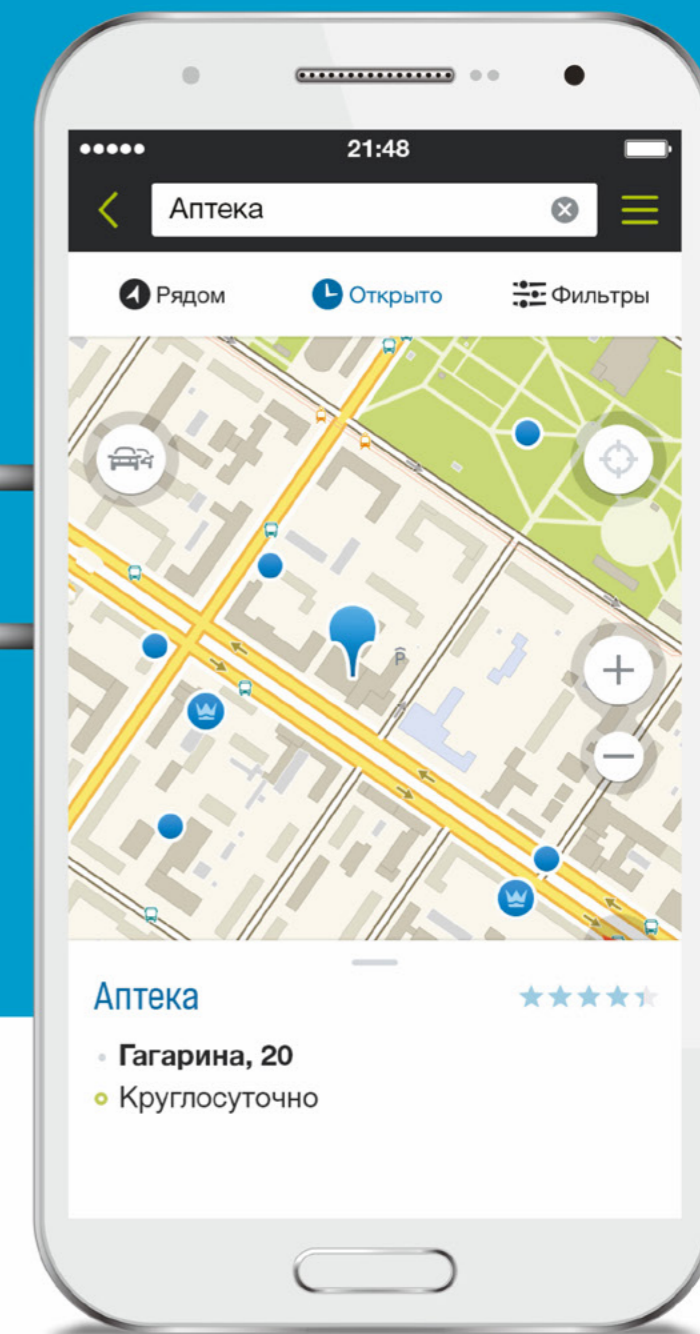 21:48
Аптека
Рядом
Открыто
Фильтры
P
Аптека
Гагарина, 20
Круглосуточно